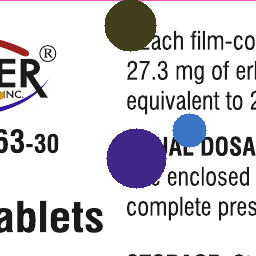 ER®
INC.
63-30
ablets
Each film-co
27.3 mg of erl
equivalent to 2
UAL DOSA
enclosed
complete pres